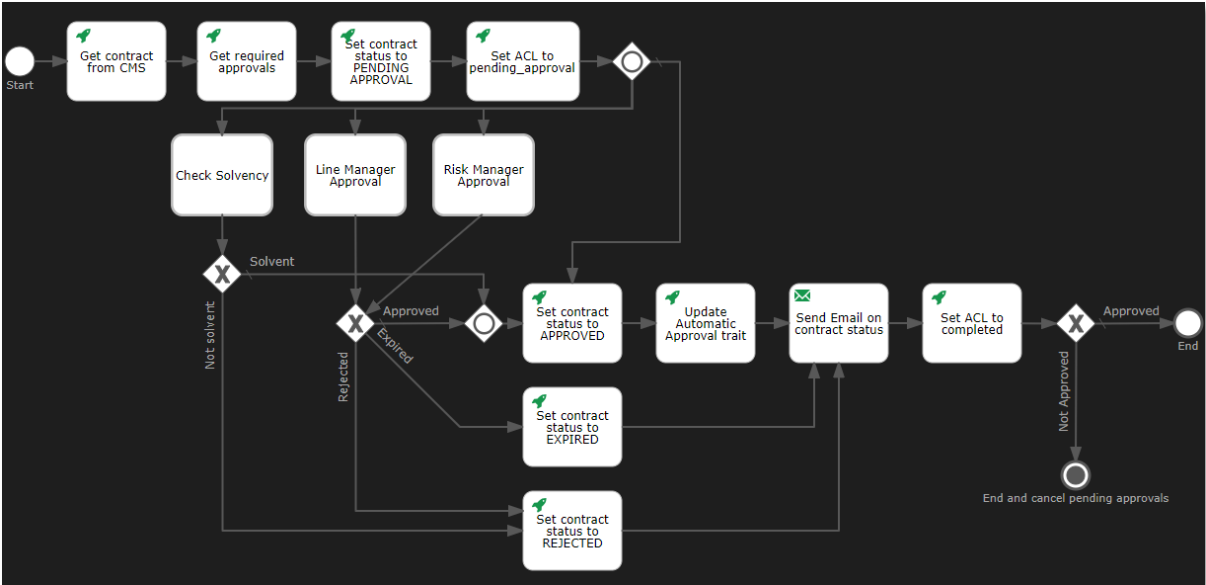 Get contract
from CMS
Get required
approvals
Set contract
status to
PENDING
APPROVAL
Set ACL to
pending_approval
Start
Check Solvency
Line Manager
Approval
Risk Manager
Approval
Solvent
Not solvent
Approved
Expired
Rejected
Set contract
status to
APPROVED
Update
Automatic
Approval trait
Send Email on
contract status
Set ACL to
completed
Approved
End
Not Approved
End and cancel pending approvals
Set contract
status to
EXPIRED
Set contract
status to
REJECTED